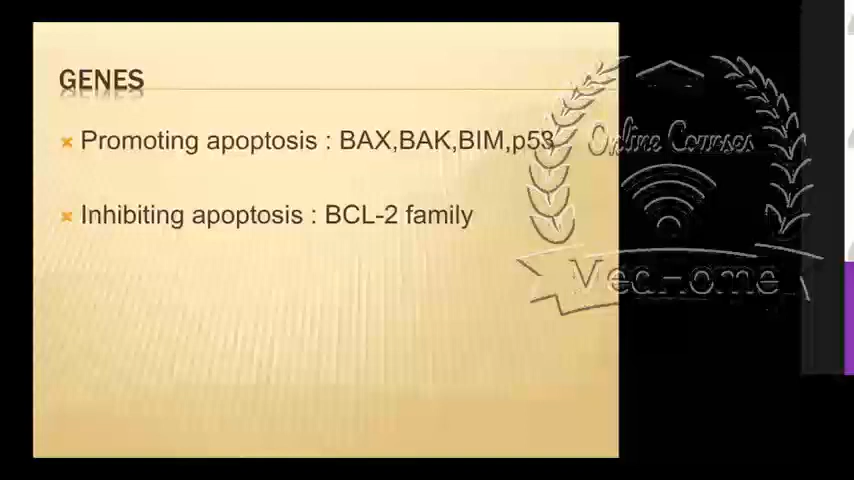 GENES
Promoting apoptosis : BAX,BAK,BIM,p53
Inhibiting apoptosis : BCL-2 family
Online Courses